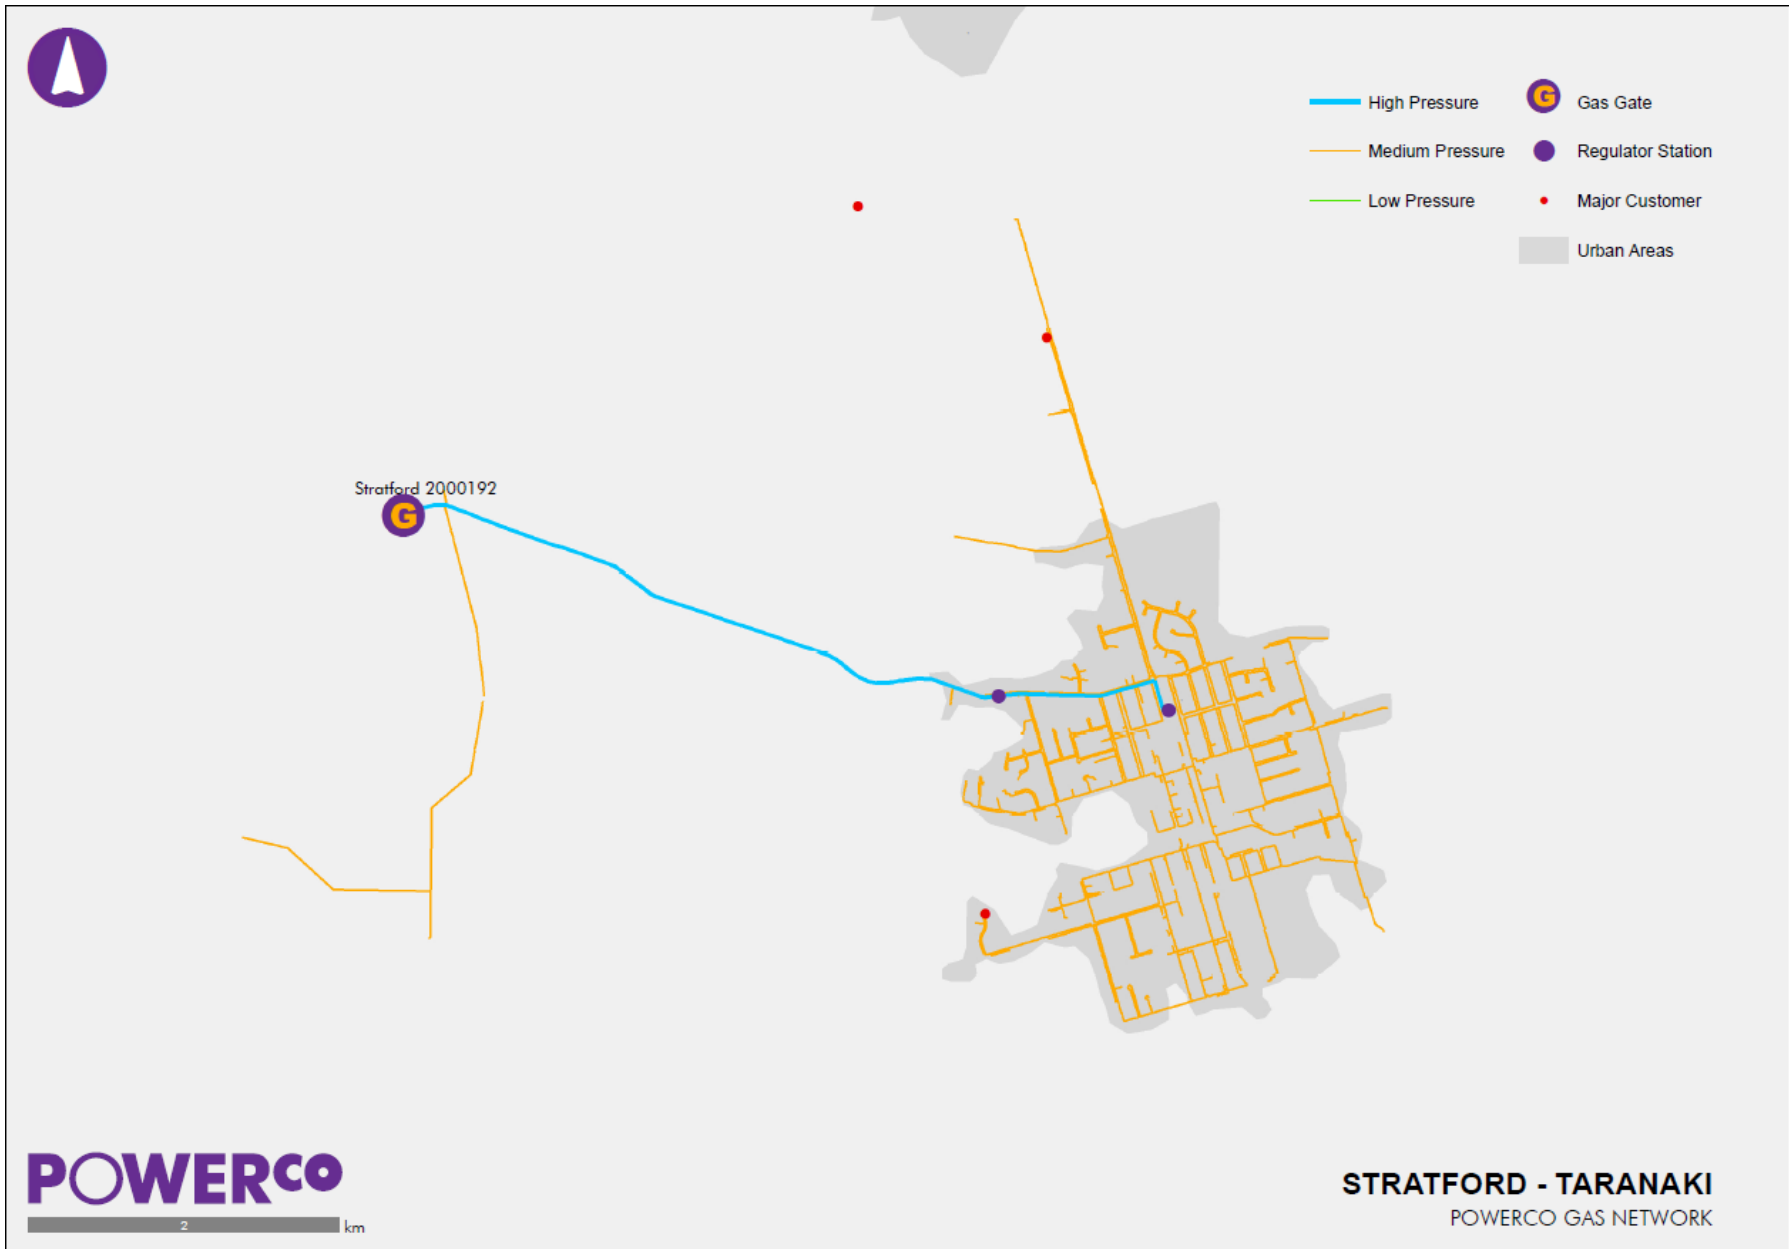 High Pressure
G
Gas Gate
Medium Pressure
Regulator Station
Low Pressure
Major Customer
Urban Areas
Stratford 2000192
G
POWERCO
2
km
STRATFORD - TARANAKI
POWERCO GAS NETWORK